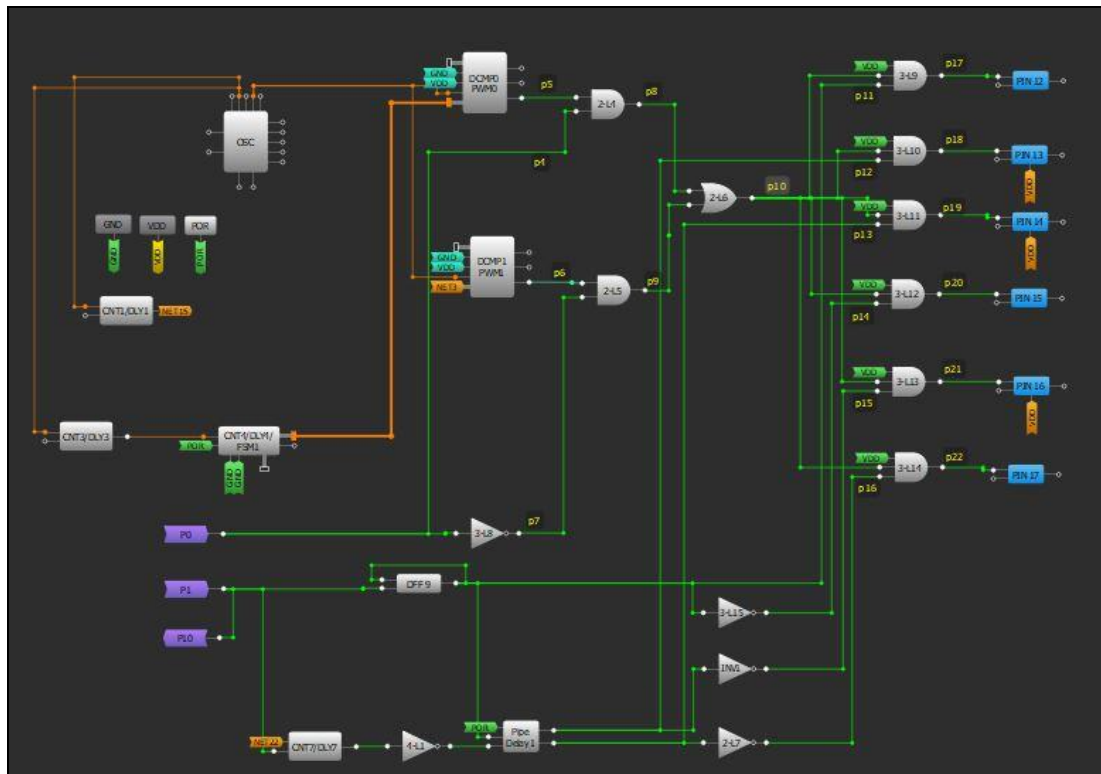 DCMP0
PWM0
GND
VDD
p5
2-L4
p8
p4
OSC
VDD
3-L9
p17
PIN 12
p11
VDD
3-L10
p18
PIN 13
VDD
p12
p10
2-L6
VDD
3-L11
p19
PIN 14
VDD
p13
GND
VDD
POR
GND
VDD
POR
DCMP1
PWM1
GND
VDD
NET3
p6
2-L5
p9
CNT1/DLY1
NET15
VDD
3-L12
p20
PIN 15
p14
VDD
3-L13
p21
PIN 16
VDD
p15
CNT3/DLY3
CNT4/DLY4/
FSM1
POR
GND
GND
VDD
3-L14
p22
PIN 17
p16
P0
3-L8
p7
P1
DFF9
P10
3-L15
INV1
NET22
CNT7/DLY7
4-L1
POR
Pipe
Delay1
2-L7